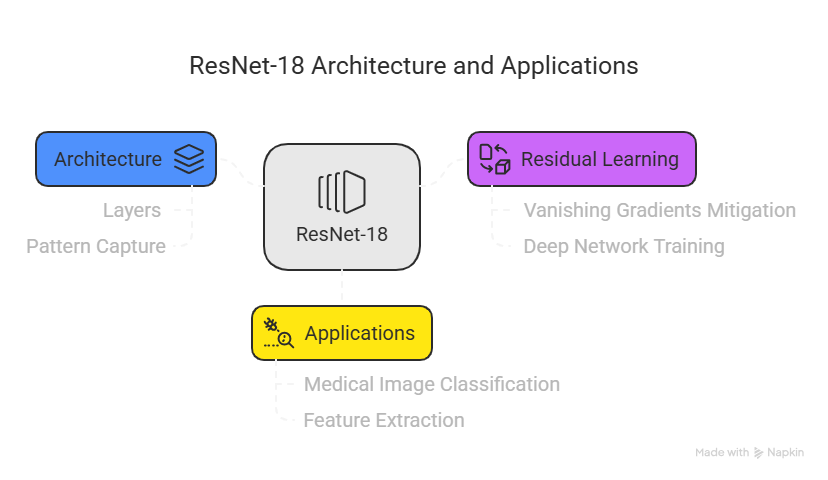 ResNet-18 Architecture and Applications
Architecture
Layers
Pattern Capture
ResNet-18
Residual Learning
Vanishing Gradients Mitigation
Deep Network Training
Applications
Medical Image Classification
Feature Extraction
Made with Napkin